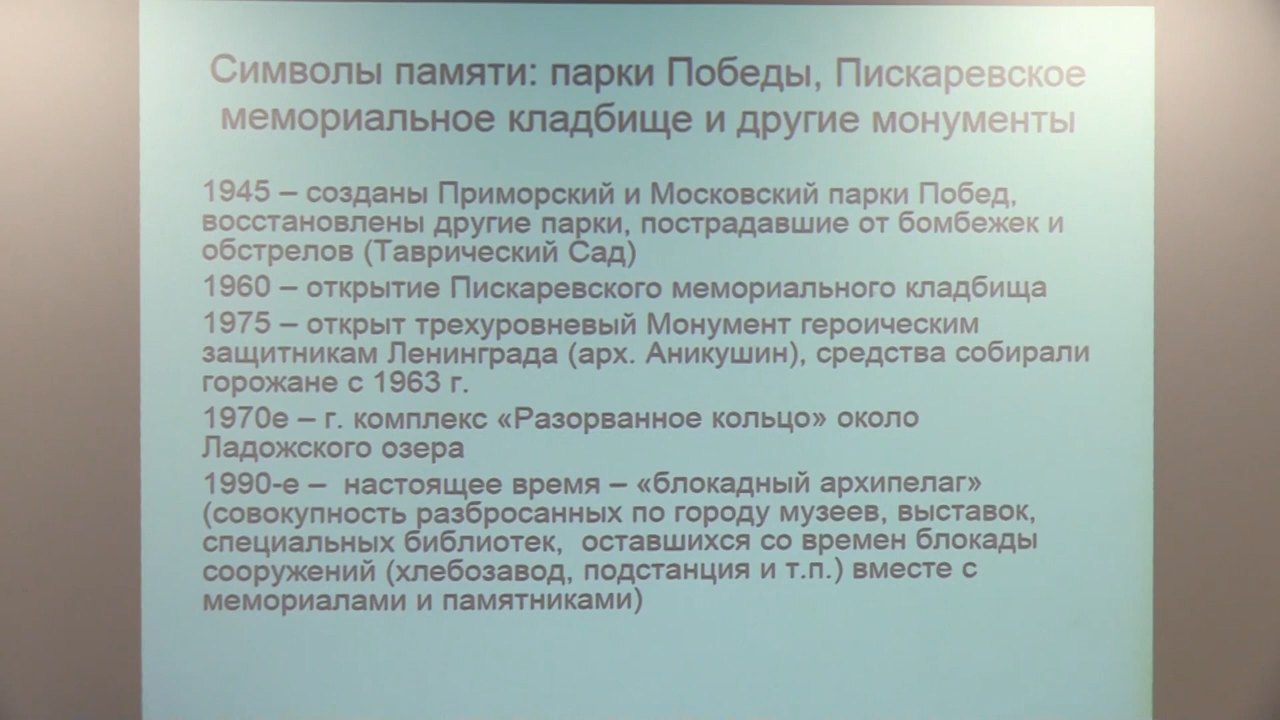 Символы памяти: парки Победы, Пискаревское
мемориальное кладбище и другие монументы
1945 – созданы Приморский и Московский парки Побед,
восстановлены другие парки, пострадавшие от бомбежек и
обстрелов (Таврический Сад)
1960 – открытие Пискаревского мемориального кладбища
1975 – открыт трехуровневый Монумент героическим
защитникам Ленинграда (арх. Аникушин), средства собирали
горожане с 1963 г.
1970е – г. комплекс «Разорванное кольцо» около
Ладожского озера
1990-е –  настоящее время – «блокадный архипелаг»
(совокупность разбросанных по городу музеев, выставок,
специальных библиотек,  оставшихся со времен блокады
сооружений (хлебозавод, подстанция и т.п.) вместе с
мемориалами и памятниками)